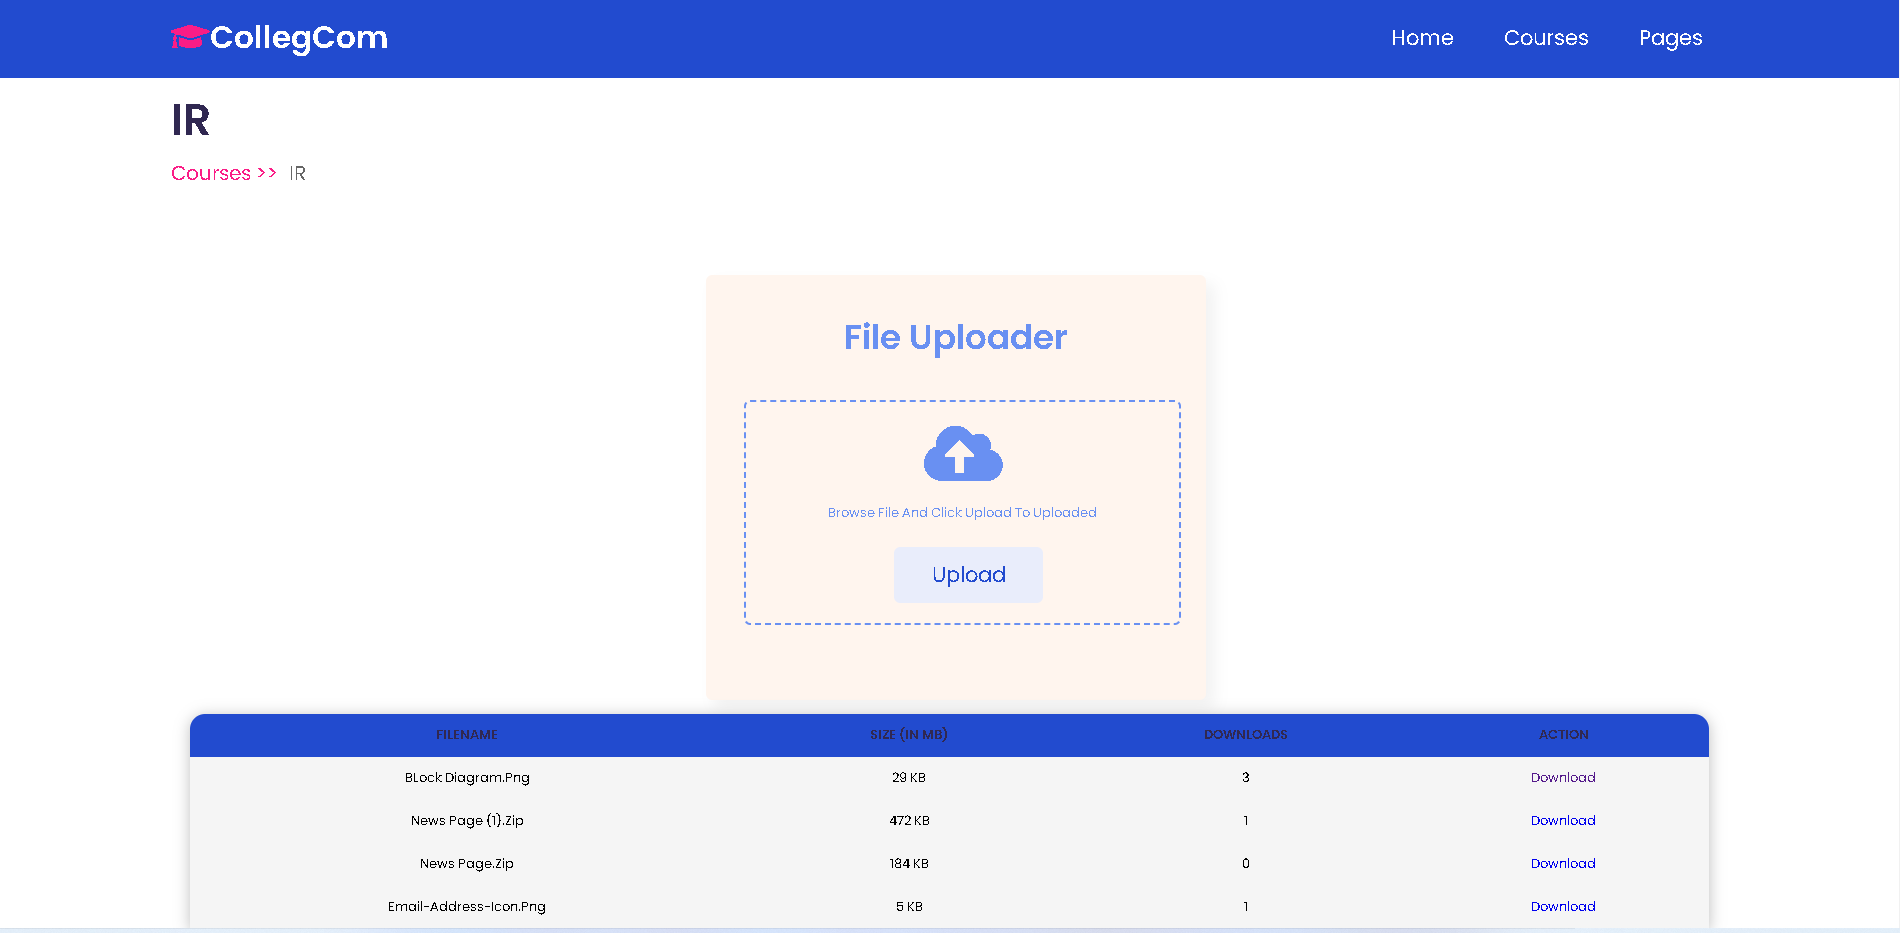 CollegCom Home Courses Pages
IR
Courses >> IR
File Uploader
Browse File And Click Upload To Uploaded
Upload
FILENAME SIZE (IN MB) DOWNLOADS ACTION
BLock Diagram.Png 29 KB 3 Download
News Page (1).Zip 472 KB 1 Download
News Page.Zip 184 KB 0 Download
Email-Address-Icon.Png 5 KB 1 Download